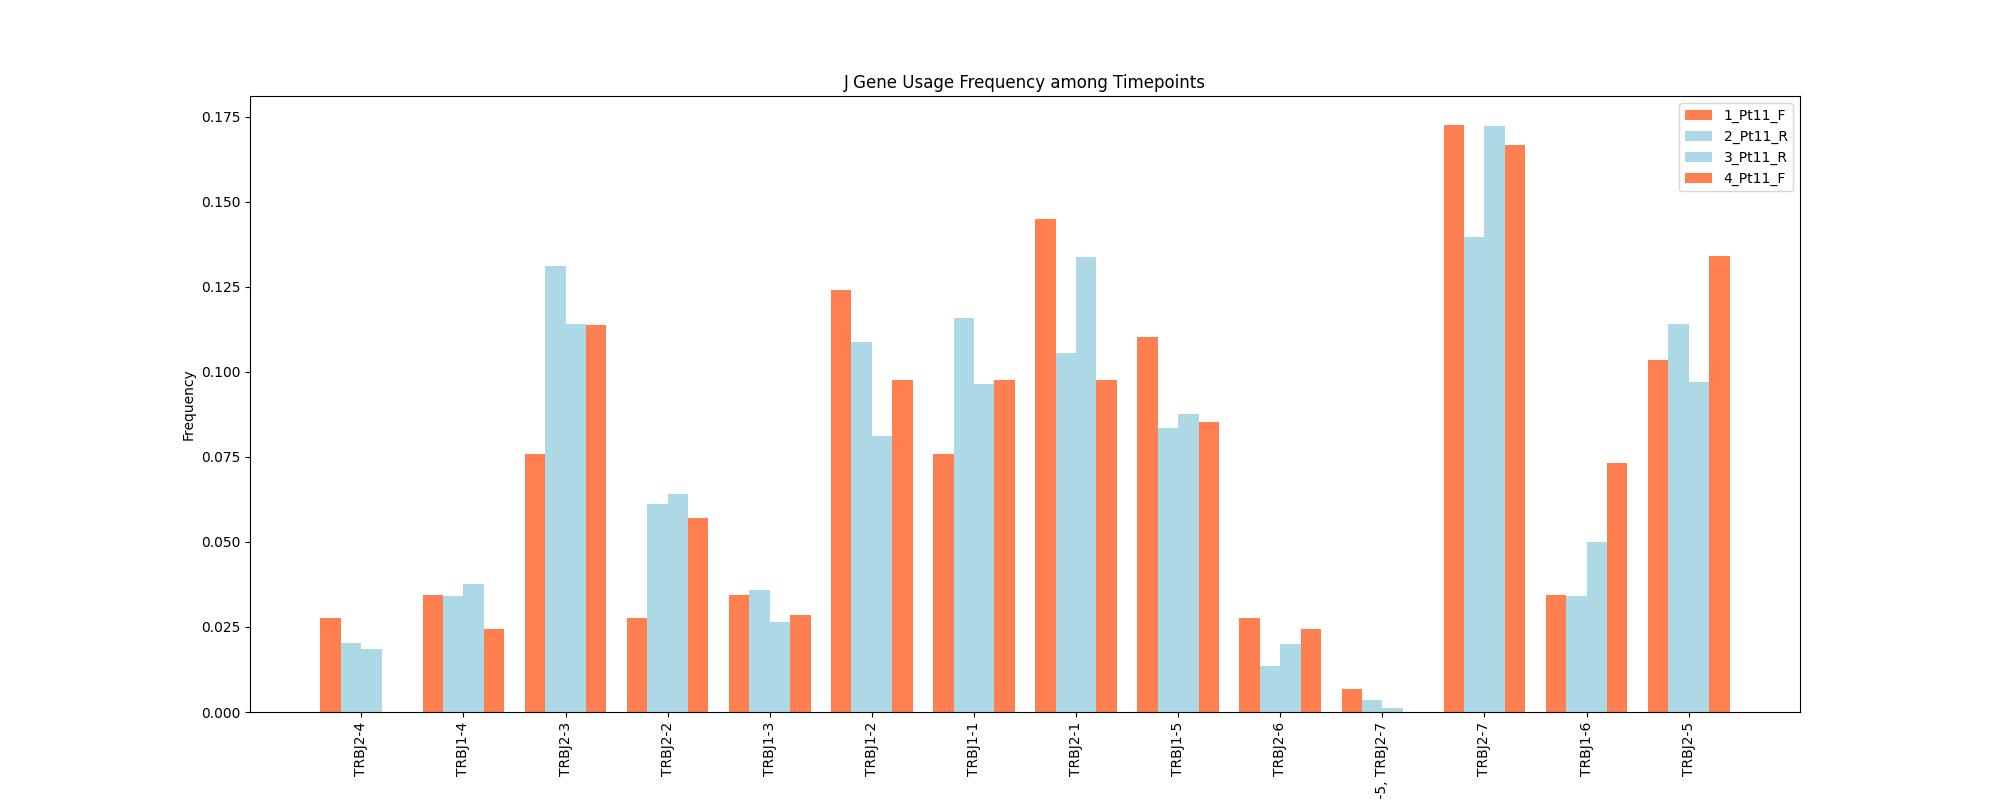 J Gene Usage Frequency among Timepoints
1_Pt11_F
2_Pt11_R
3_Pt11_R
4_Pt11_F
0.175
0.150
0.125
0.100
0.075
0.050
0.025
0.000
Frequency
TRBJ2-4
TRBJ1-4
TRBJ2-3
TRBJ2-2
TRBJ1-3
TRBJ1-2
TRBJ1-1
TRBJ2-1
TRBJ1-5
TRBJ2-6
-5, TRBJ2-7
TRBJ2-7
TRBJ1-6
TRBJ2-5